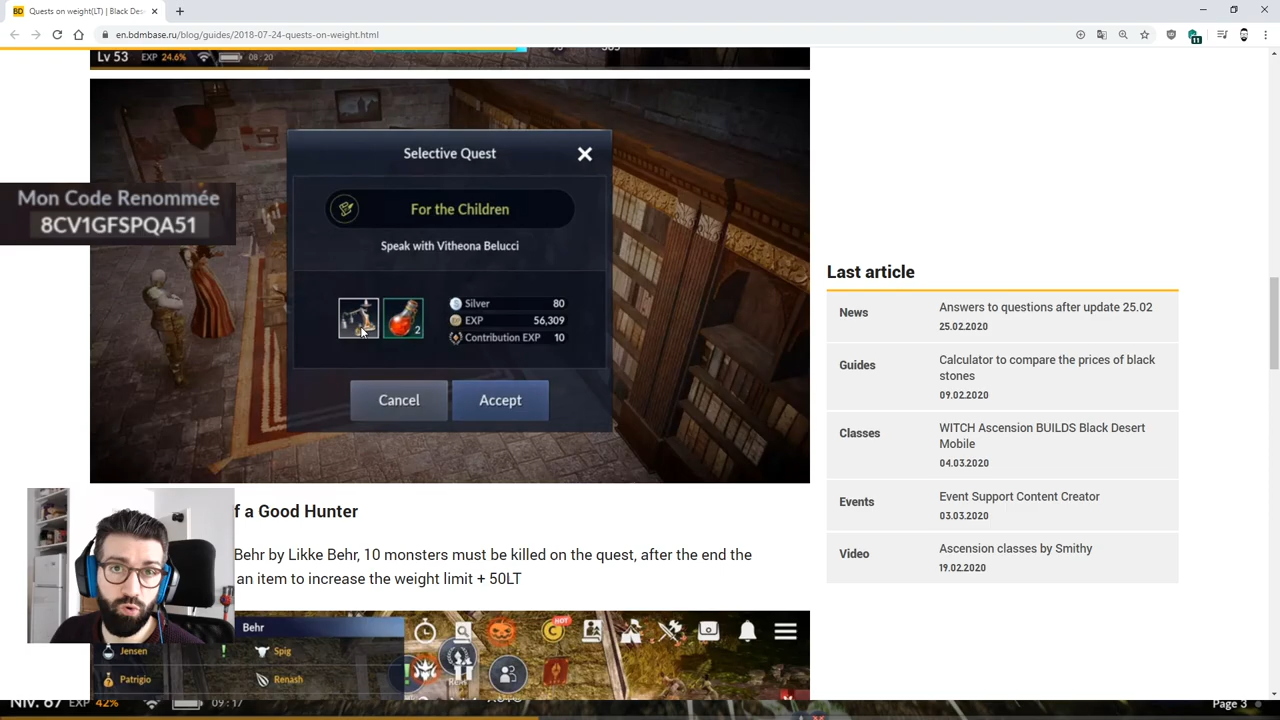 BD Quests on weight(LT) | Black Des
en.bdmbase.ru/blog/guides/2018-07-24-quests-on-weight.html
11
Lv 53 EXP 24.6% 08:20
Selective Quest
For the Children
Speak with Vitheona Belucci
2
Silver 80
EXP 56,309
Contribution EXP 10
Cancel Accept
Mon Code Renommée
8CV1GFSPQA51
Last article
News Answers to questions after update 25.02
25.02.2020
Guides Calculator to compare the prices of black
stones
09.02.2020
Classes WITCH Ascension BUILDS Black Desert
Mobile
04.03.2020
Events Event Support Content Creator
03.03.2020
Video Ascension classes by Smithy
19.02.2020
f a Good Hunter
Behr by Likke Behr, 10 monsters must be killed on the quest, after the end the
an item to increase the weight limit + 50LT
Behr
HOT
Jensen ! Spig
Patrigio Renash
Niv. 67 EXP 42% 09:17
Page 3